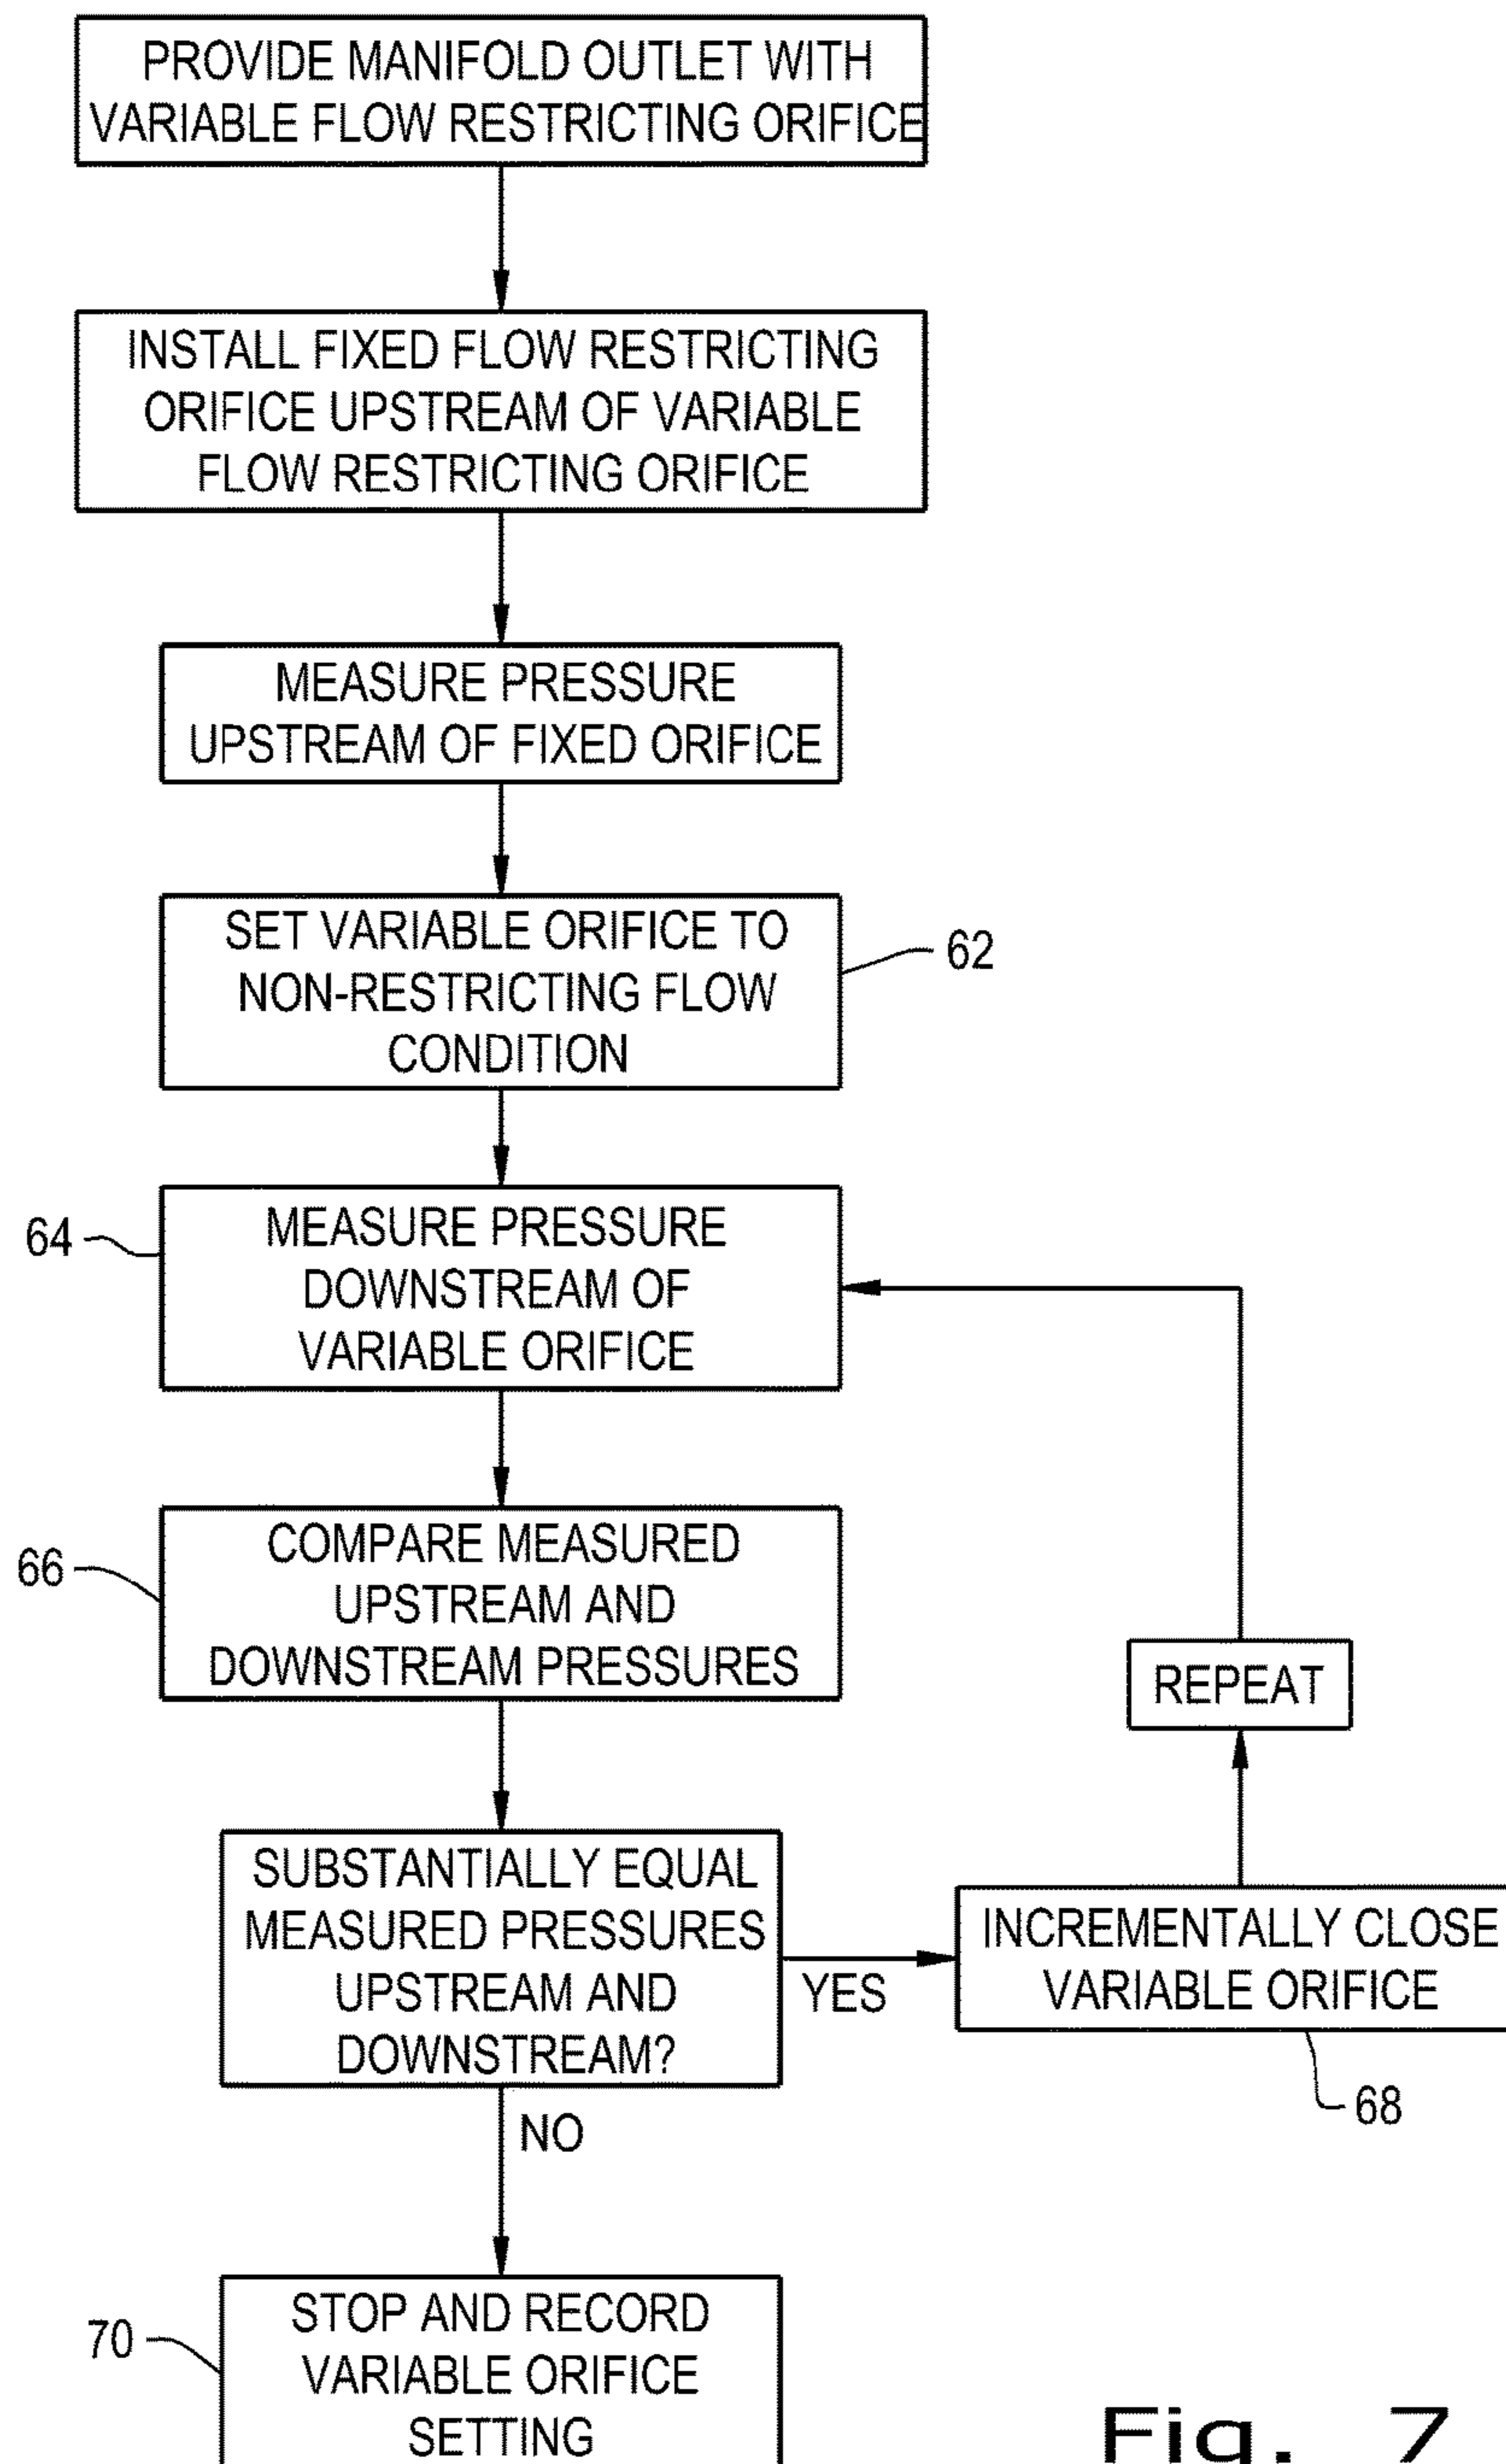 PROVIDE MANIFOLD OUTLET WITH
VARIABLE FLOW RESTRICTING ORIFICE
INSTALL FIXED FLOW RESTRICTING
ORIFICE UPSTREAM OF VARIABLE
FLOW RESTRICTING ORIFICE
MEASURE PRESSURE
UPSTREAM OF FIXED ORIFICE
SET VARIABLE ORIFICE TO
NON-RESTRICTING FLOW
CONDITION
62
64
MEASURE PRESSURE
DOWNSTREAM OF
VARIABLE ORIFICE
66
COMPARE MEASURED
UPSTREAM AND
DOWNSTREAM PRESSURES
REPEAT
SUBSTANTIALLY EQUAL
MEASURED PRESSURES
UPSTREAM AND
DOWNSTREAM?
YES
INCREMENTALLY CLOSE
VARIABLE ORIFICE
68
NO
70
STOP AND RECORD
VARIABLE ORIFICE
SETTING
Fig. 7